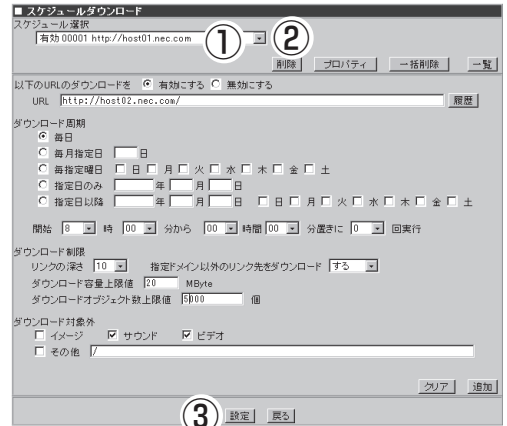 ■ スケジュールダウンロード
スケジュール選択
有効 00001 http://host01.nec.com ① ②
削除 プロパティ 一括削除 一覧
以下のURLのダウンロードを 有効にする 無効にする
URL http://host02.nec.com/ 履歴
ダウンロード周期
毎日
毎月指定日 日
毎指定曜日 日 月 火 水 木 金 土
指定日のみ 年 月 日
指定日以降 年 月 日 日 月 火 水 木 金 土
開始 8 時 00 分から 00 時間 00 分置きに 0 回実行
ダウンロード制限
リンクの深さ 10 指定ドメイン以外のリンク先をダウンロード する
ダウンロード容量上限値 20 MByte
ダウンロードオブジェクト数上限値 5000 個
ダウンロード対象外
イメージ サウンド ビデオ
その他 /
クリア 追加
③ 設定 戻る